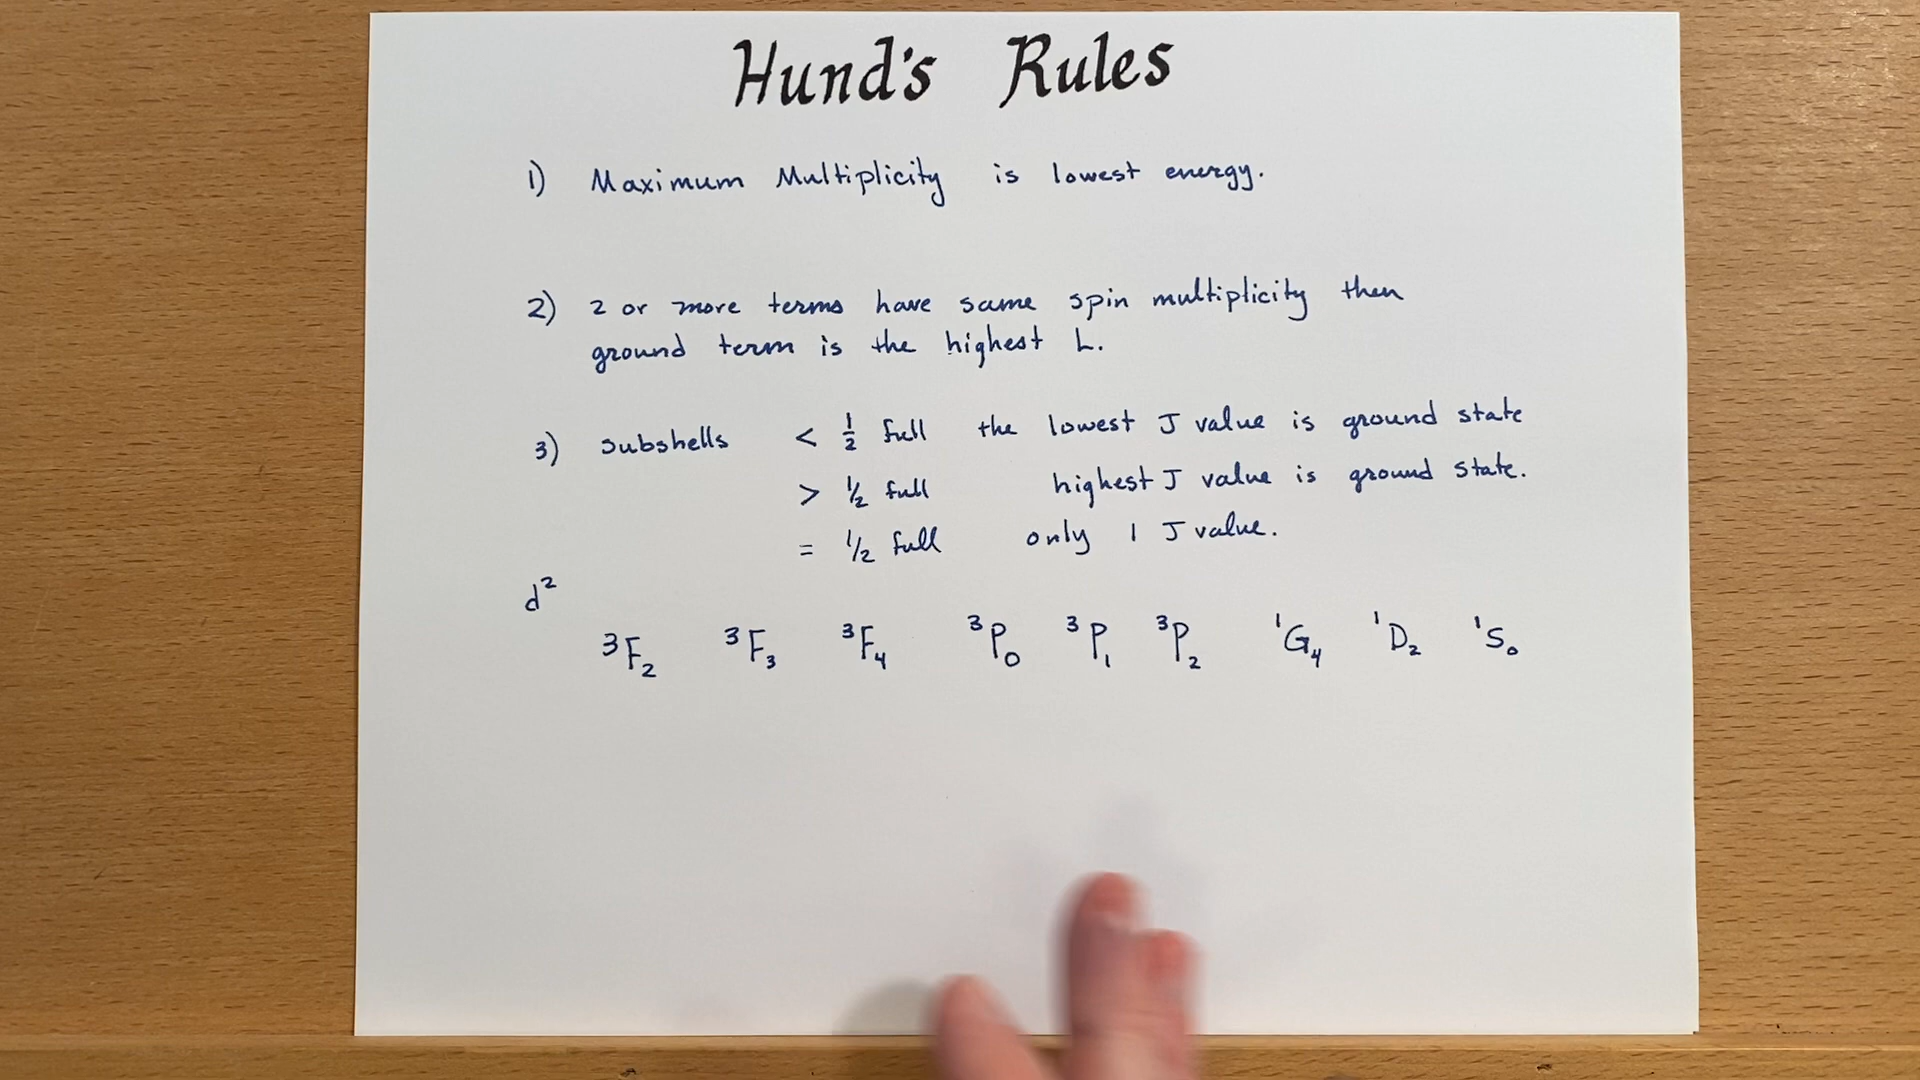 Hund's Rules
1) Maximum Multiplicity is lowest energy.
2) 2 or more terms have same spin multiplicity then
ground term is the highest L.
3) subshells < 1/2 full the lowest J value is ground state
> 1/2 full highest J value is ground state.
= 1/2 full only 1 J value.
d²
³F₂ ³F₃ ³F₄ ³P₀ ³P₁ ³P₂ ¹G₄ ¹D₂ ¹S₀